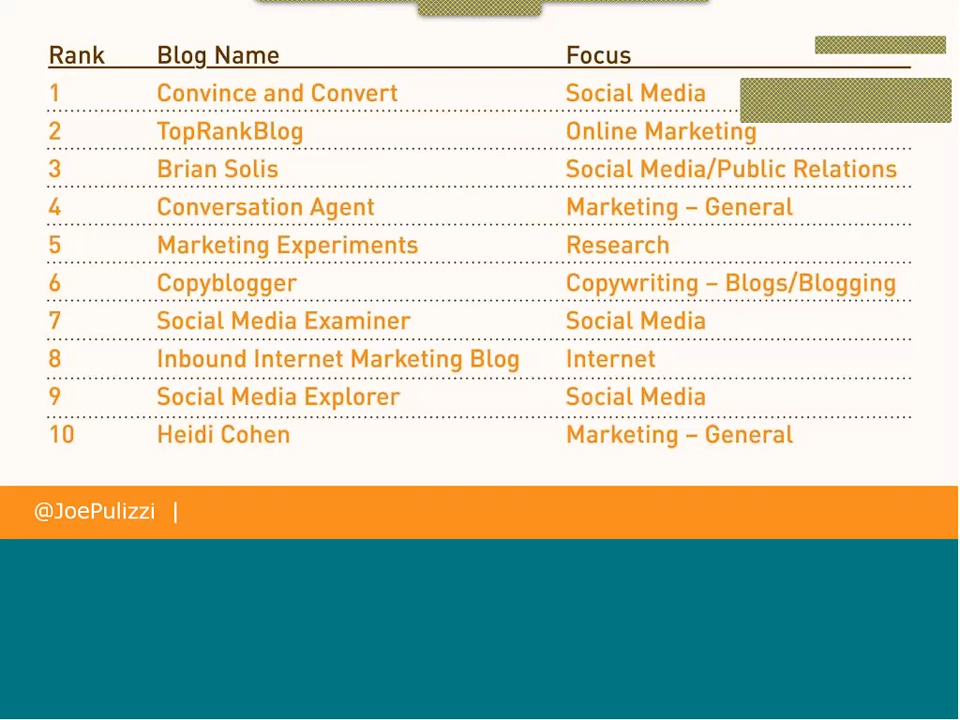 Rank Blog Name Focus
1 Convince and Convert Social Media
2 TopRankBlog Online Marketing
3 Brian Solis Social Media/Public Relations
4 Conversation Agent Marketing – General
5 Marketing Experiments Research
6 Copyblogger Copywriting – Blogs/Blogging
7 Social Media Examiner Social Media
8 Inbound Internet Marketing Blog Internet
9 Social Media Explorer Social Media
10 Heidi Cohen Marketing – General
@JoePulizzi |